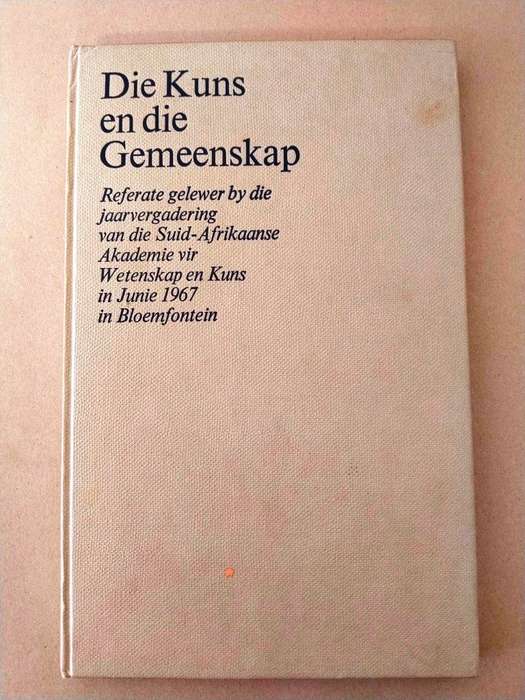 Die Kuns
en die
Gemeenskap
Referate gelewer by die
jaarvergadering
van die Suid-Afrikaanse
Akademie vir
Wetenskap en Kuns
in Junie 1967
in Bloemfontein